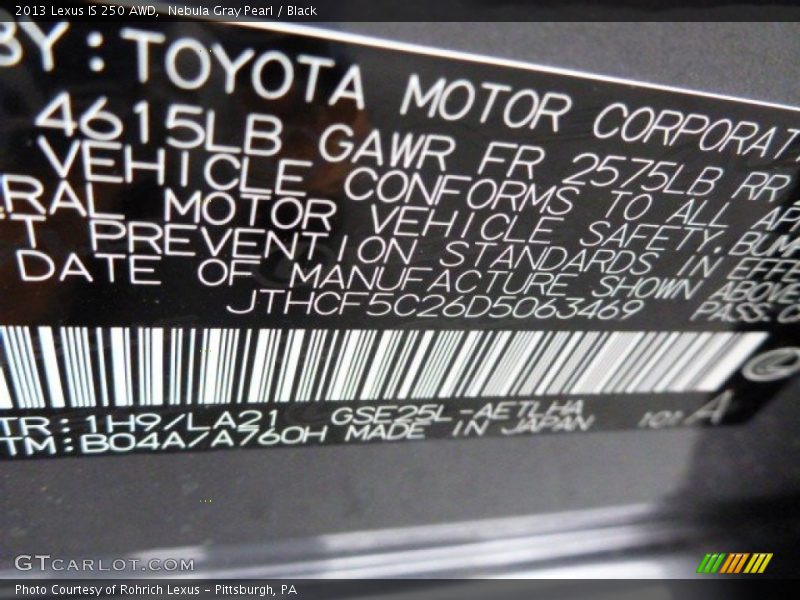 2013 Lexus IS 250 AWD, Nebula Gray Pearl / Black
BY: TOYOTA MOTOR CORPORAT
4615LB GAWR FR 2575LB RR
VEHICLE CONFORMS TO ALL AP
RAL MOTOR VEHICLE SAFETY, BUM
T PREVENTION STANDARDS IN EFFE
DATE OF MANUFACTURE SHOWN ABOVE
JTHCF5C26D5063469 PASS
TR: 1H9/LA21 GSE25L-AETLHA
TM: B04A/A760H MADE IN JAPAN 101 A
GTCARLOT.COM
Photo Courtesy of Rohrich Lexus - Pittsburgh, PA